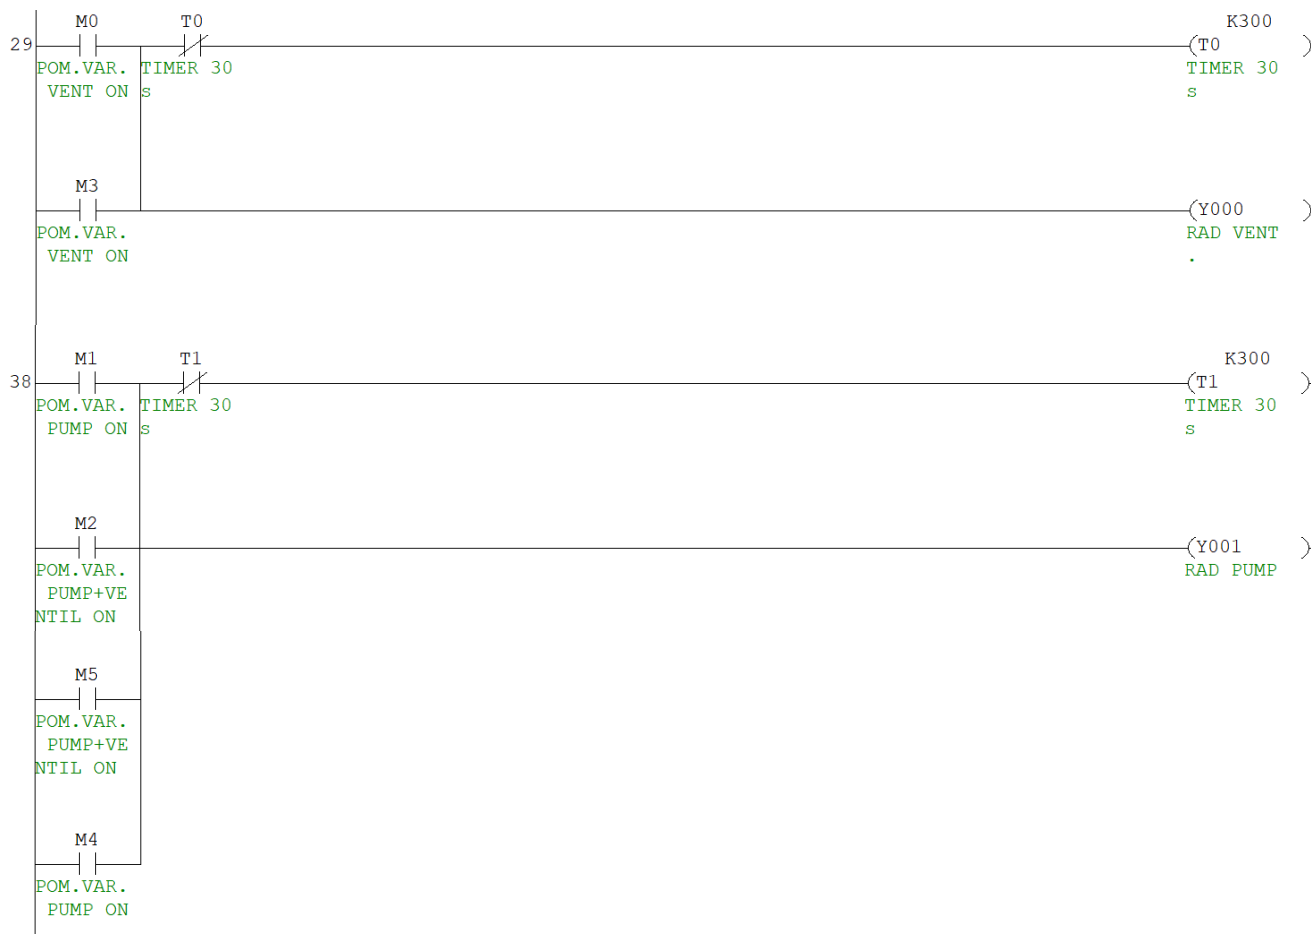 M0 T0 K300
29 (T0 )
POM.VAR. TIMER 30 TIMER 30
VENT ON s s
M3
(Y000 )
POM.VAR. RAD VENT
VENT ON .
M1 T1 K300
38 (T1 )
POM.VAR. TIMER 30 TIMER 30
PUMP ON s s
M2
(Y001 )
POM.VAR. RAD PUMP
PUMP+VE
NTIL ON
M5
POM.VAR.
PUMP+VE
NTIL ON
M4
POM.VAR.
PUMP ON